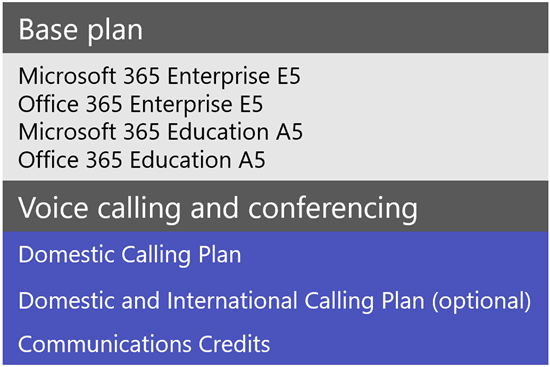 Base plan
Microsoft 365 Enterprise E5
Office 365 Enterprise E5
Microsoft 365 Education A5
Office 365 Education A5
Voice calling and conferencing
Domestic Calling Plan
Domestic and International Calling Plan (optional)
Communications Credits